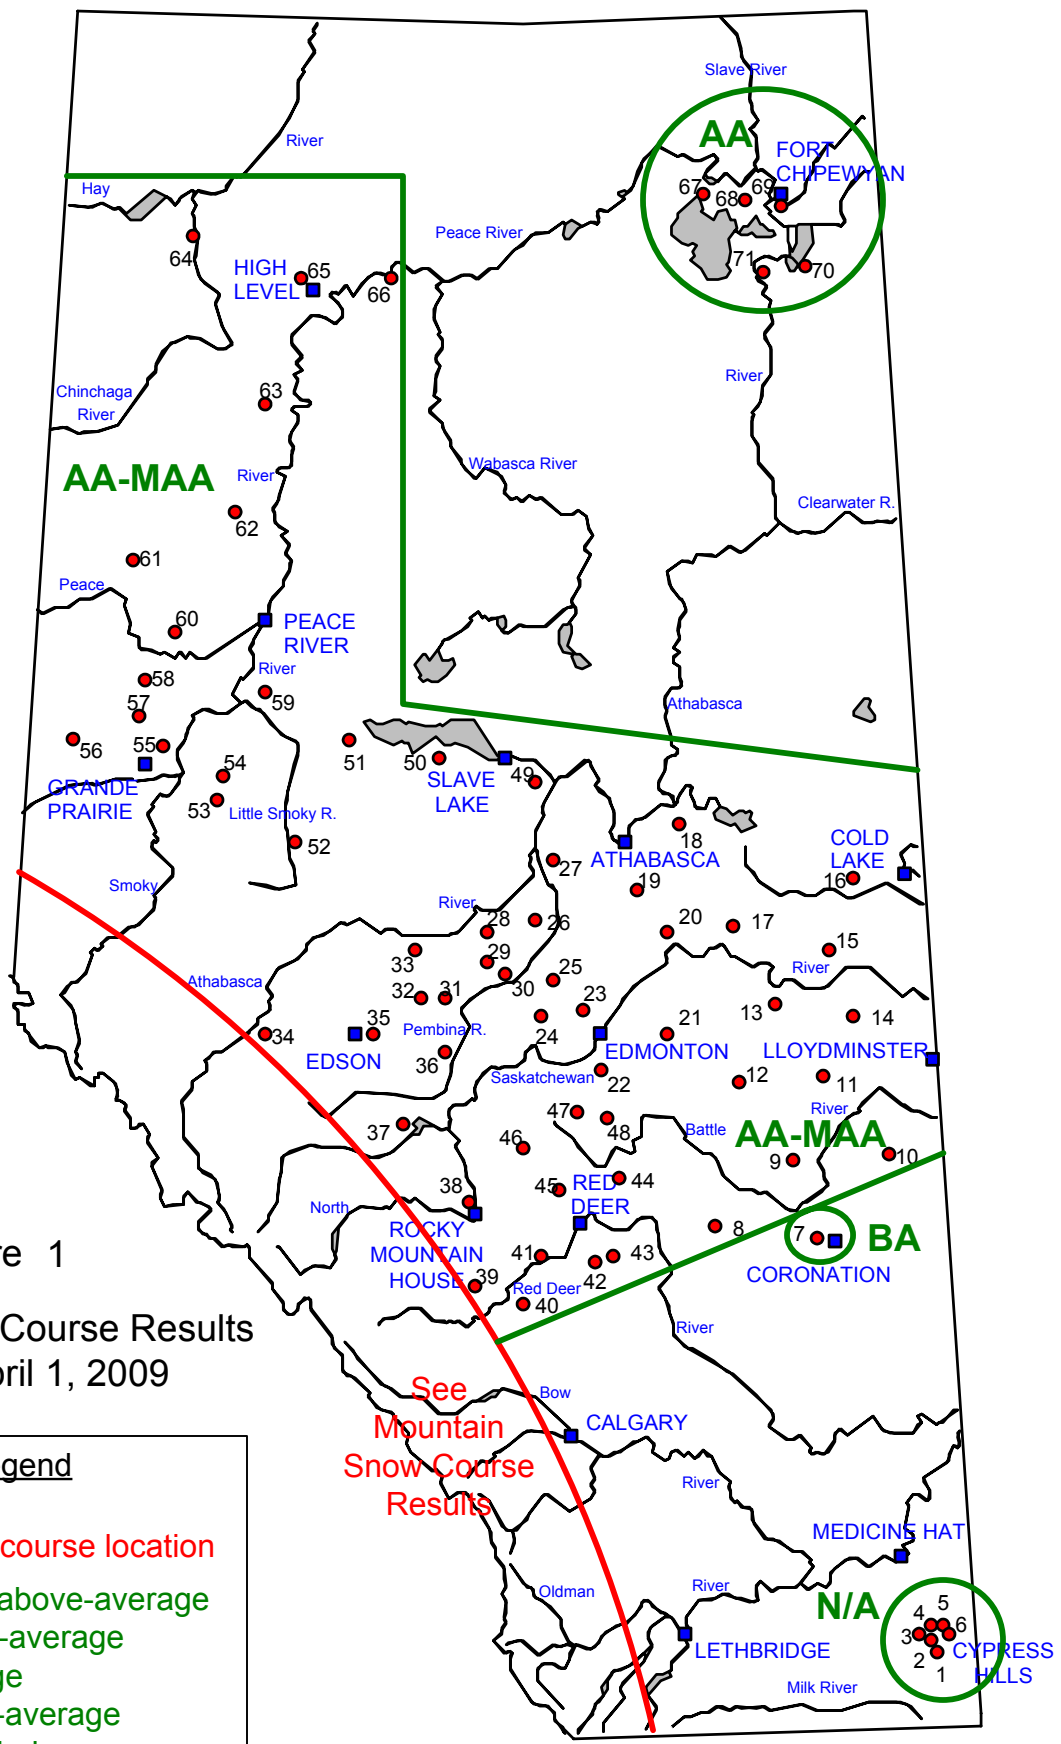 Slave River
AA
FORT
CHIPEWYAN
River
Hay
67
68
69
Peace River
64
HIGH
LEVEL
65
66
71
70
River
Chinchaga
River
63
AA-MAA
River
Wabasca River
62
Clearwater R.
61
Peace
60
PEACE
RIVER
58
River
57
59
Athabasca
56
55
51
50
54
49
GRANDE
PRAIRIE
SLAVE
LAKE
53
Little Smoky R.
52
18
COLD
LAKE
ATHABASCA
27
16
Smoky
19
River
28
26
20
17
33
29
15
River
Athabasca
32
31
30
25
23
13
14
34
35
Pembina R.
24
21
EDSON
36
EDMONTON
LLOYDMINSTER
Saskatchewan
22
12
11
River
37
47
48
Battle
AA-MAA
46
9
10
38
45
RED
DEER
44
North
ROCKY
MOUNTAIN
HOUSE
8
7
BA
re 1
41
42
43
CORONATION
39
Red Deer
40
Course Results
River
pril 1, 2009
See
Mountain
Snow Course
Results
Bow
CALGARY
gend
River
MEDICINE HAT
course location
above-average
Oldman
River
N/A
4
5
-average
3
6
LETHBRIDGE
CYPRESS
HILLS
2
1
ge
Milk River
-average